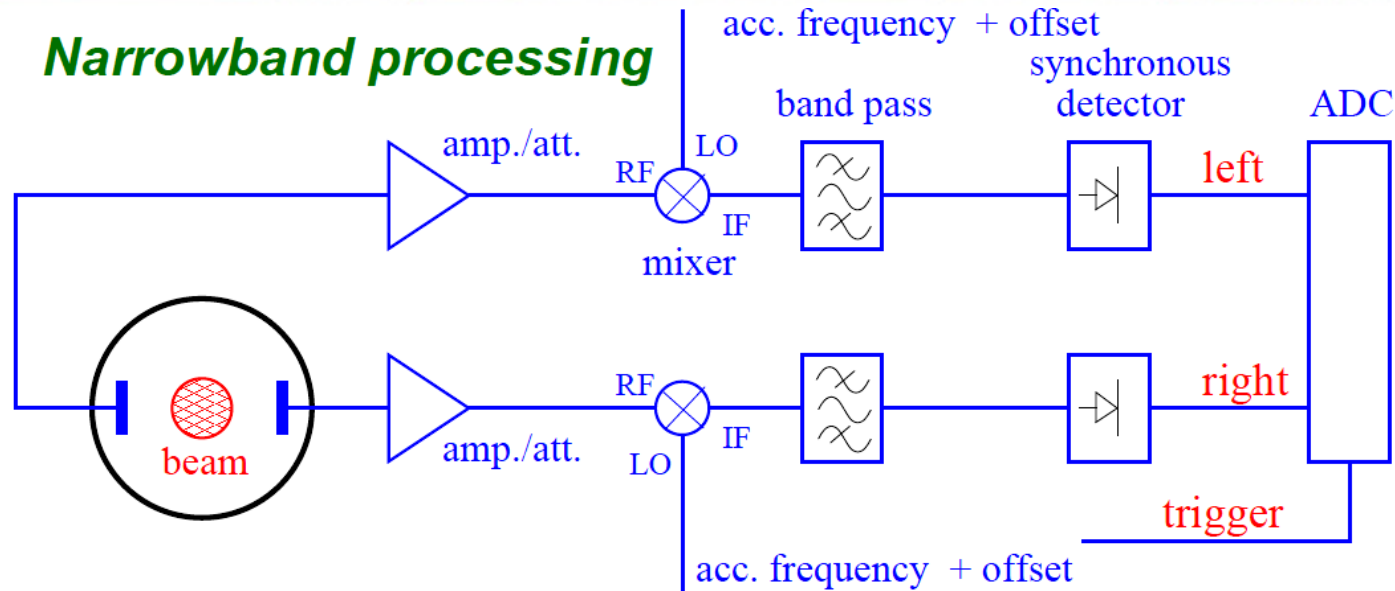 Narrowband processing
acc. frequency + offset
synchronous
detector
band pass
ADC
amp./att.
LO
RF
IF
mixer
left
beam
amp./att.
RF
LO
IF
right
trigger
acc. frequency + offset